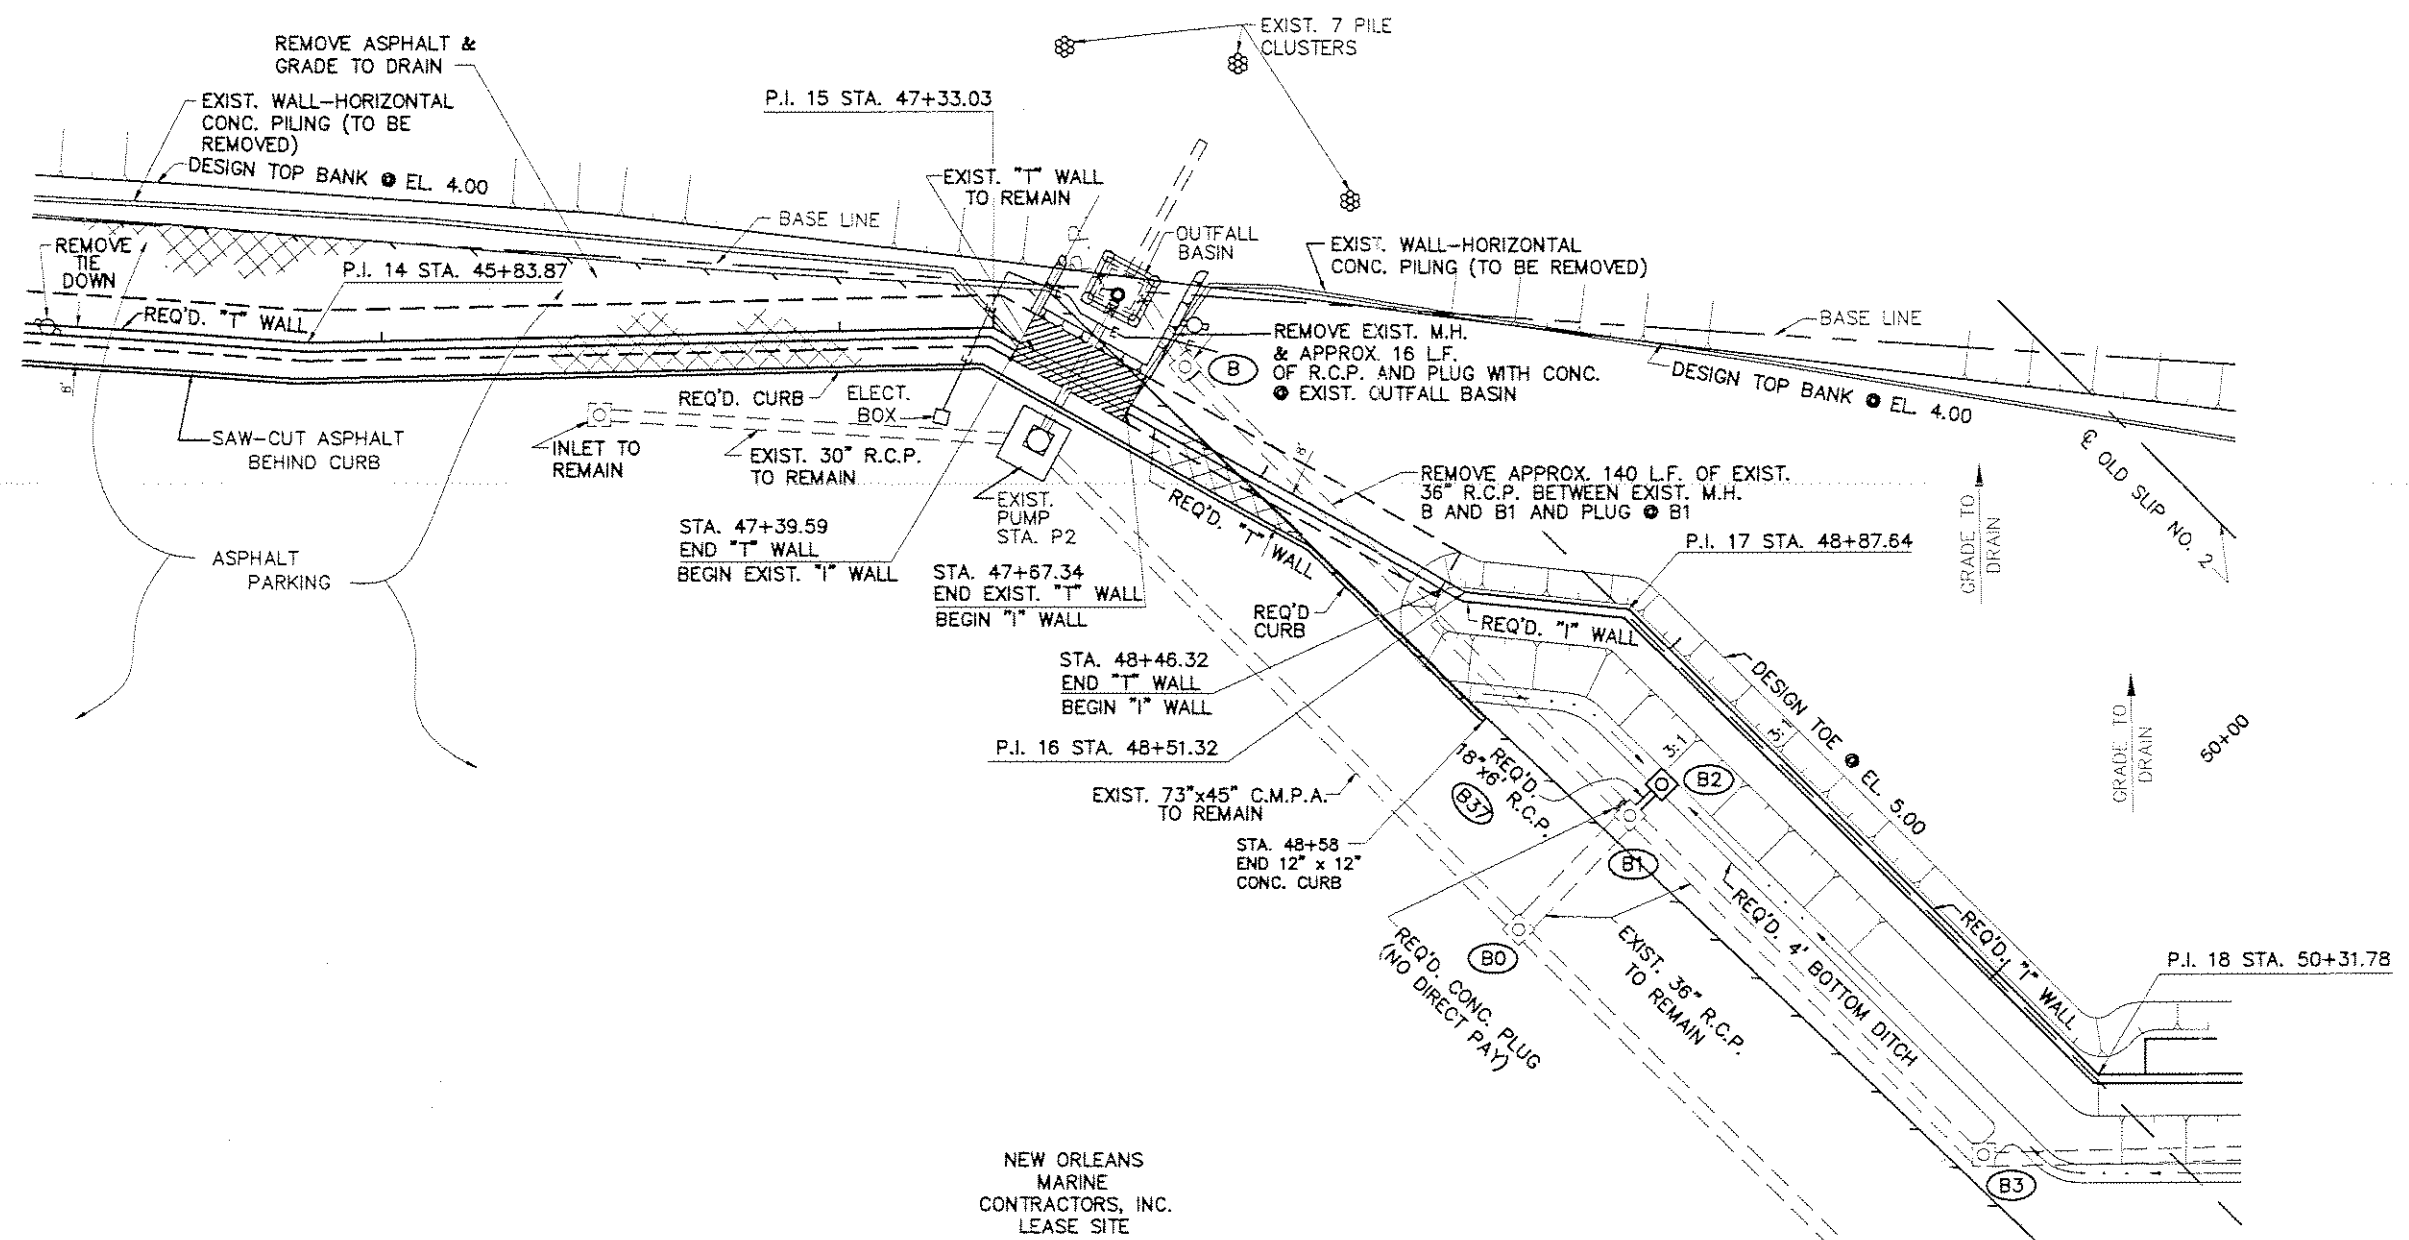 EXIST. 7 PILE
CLUSTERS
REMOVE ASPHALT &
GRADE TO DRAIN
EXIST. WALL-HORIZONTAL
CONC. PILING (TO BE
REMOVED)
DESIGN TOP BANK @ EL. 4.00
P.I. 15 STA. 47+33.03
EXIST. "T" WALL
TO REMAIN
BASE LINE
OUTFALL
BASIN
EXIST. WALL-HORIZONTAL
CONC. PILING (TO BE REMOVED)
REMOVE
TIE
DOWN
P.I. 14 STA. 45+83.87
REQ'D. "T" WALL
BASE LINE
REMOVE EXIST. M.H.
& APPROX. 16 L.F.
OF R.C.P. AND PLUG WITH CONC.
@ EXIST. OUTFALL BASIN
B
DESIGN TOP BANK @ EL. 4.00
8'
REQ'D. CURB
ELECT.
BOX
SAW-CUT ASPHALT
BEHIND CURB
INLET TO
REMAIN
EXIST. 30" R.C.P.
TO REMAIN
8'
REMOVE APPROX. 140 L.F. OF EXIST.
36" R.C.P. BETWEEN EXIST. M.H.
B AND B1 AND PLUG @ B1
℄ OLD SLIP NO. 2
EXIST.
PUMP
STA. P2
REQ'D. "T" WALL
GRADE TO
DRAIN
STA. 47+39.59
END "T" WALL
BEGIN EXIST. "I" WALL
P.I. 17 STA. 48+87.64
ASPHALT
PARKING
STA. 47+67.34
END EXIST. "T" WALL
BEGIN "I" WALL
REQ'D
CURB
REQ'D. "I" WALL
STA. 48+46.32
END "T" WALL
BEGIN "I" WALL
DESIGN TOE @ EL. 5.00
GRADE TO
DRAIN
50+00
P.I. 16 STA. 48+51.32
3:1
3:1
REQ'D.
18"x6' R.C.P.
B37
B2
EXIST. 73"x45" C.M.P.A.
TO REMAIN
STA. 48+58
END 12" x 12"
CONC. CURB
B1
REQ'D. 4' BOTTOM DITCH
REQ'D. "I" WALL
B0
REQ'D. CONC. PLUG
(NO DIRECT PAY)
EXIST. 36" R.C.P.
TO REMAIN
P.I. 18 STA. 50+31.78
B3
NEW ORLEANS
MARINE
CONTRACTORS, INC.
LEASE SITE